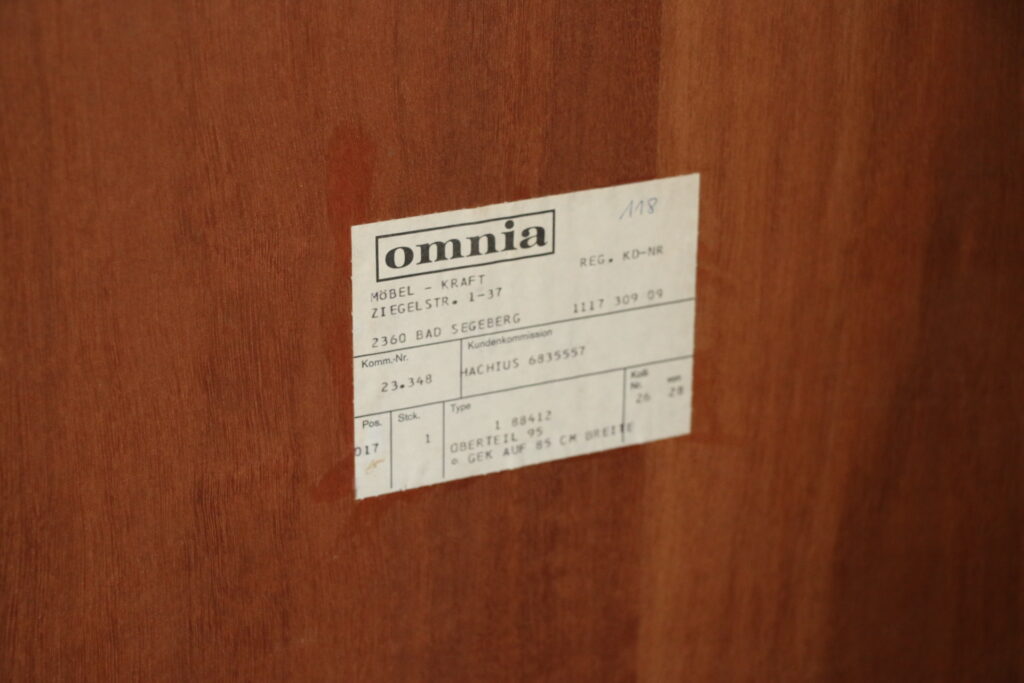 omnia
118
REG. KD-NR
MÖBEL - KRAFT
ZIEGELSTR. 1-37
2360 BAD SEGEBERG
1117 309 09
Komm.-Nr.
23.348
Kundenkommission
HACHIUS 6835557
Pos.
017
Stck.
1
Type
1 88412
OBERTEIL 95
° GEK AUF 85 CM BREITE
Kolli
Nr. von
26 28